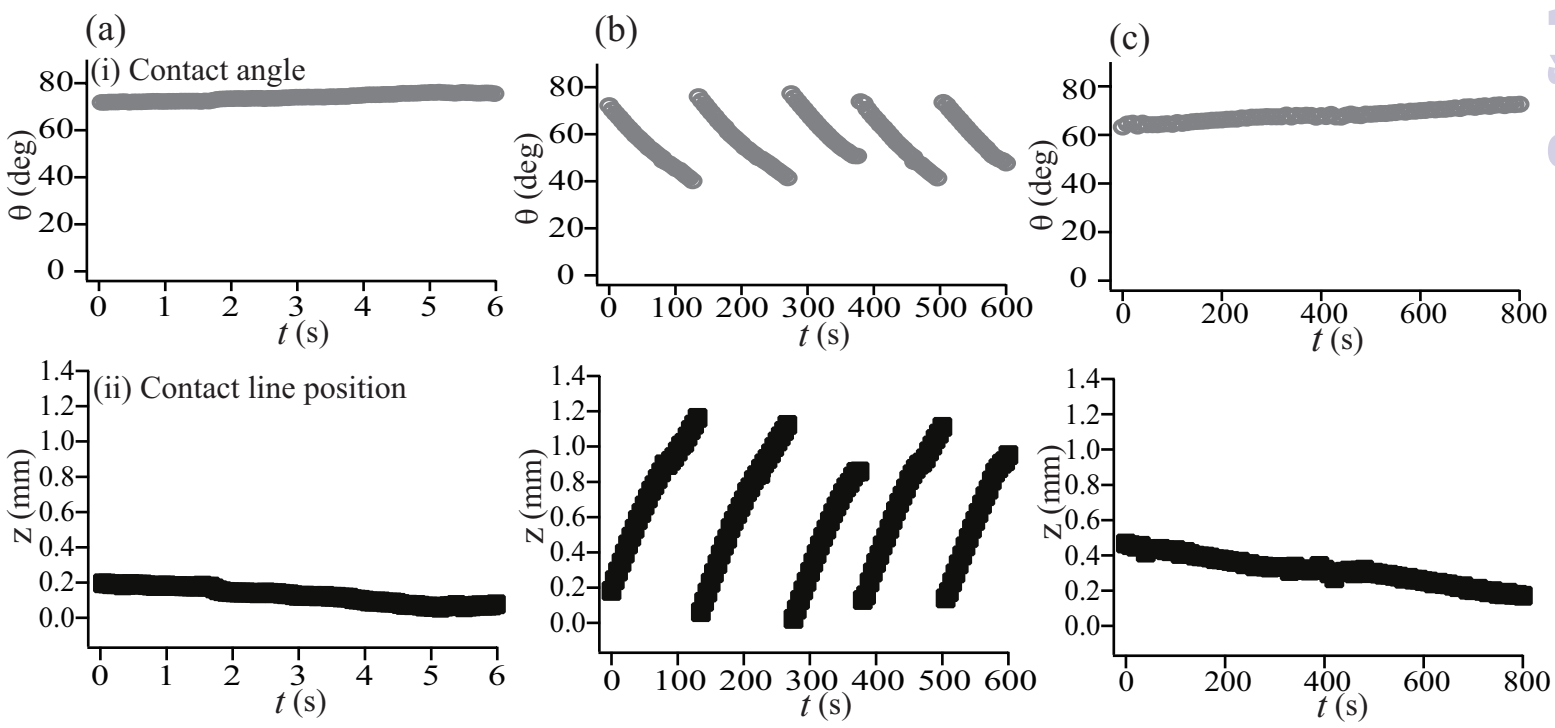 (a)
(b)
(c)
(i) Contact angle
80
60
40
20
0
θ (deg)
0 1 2 3 4 5 6
t (s)
80
60
40
20
0
θ (deg)
0 100 200 300 400 500 600
t (s)
80
60
40
20
0
θ (deg)
0 200 400 600 800
t (s)
(ii) Contact line position
1.4
1.2
1.0
0.8
0.6
0.4
0.2
0.0
z (mm)
0 1 2 3 4 5 6
t (s)
1.4
1.2
1.0
0.8
0.6
0.4
0.2
0.0
z (mm)
0 100 200 300 400 500 600
t (s)
1.4
1.2
1.0
0.8
0.6
0.4
0.2
0.0
z (mm)
0 200 400 600 800
t (s)